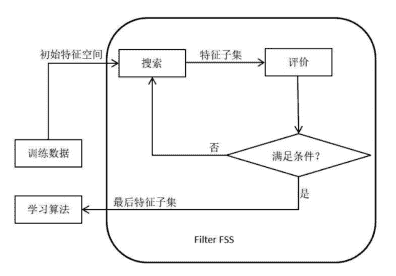 初始特征空间
搜索
特征子集
评价
训练数据
否
满足条件？
是
学习算法
最后特征子集
Filter FSS